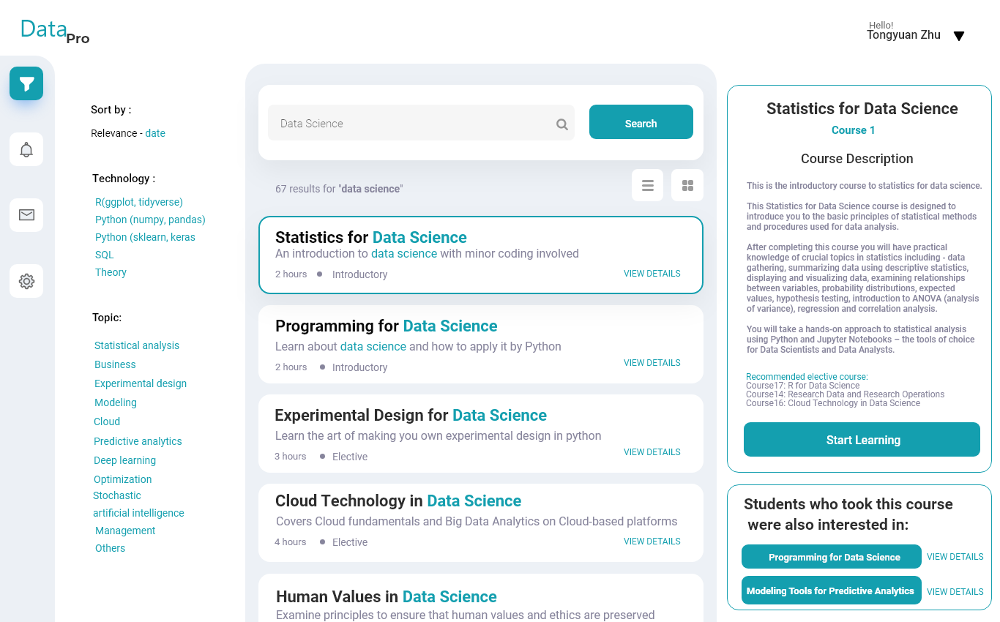 Data Pro
Hello!
Tongyuan Zhu
Sort by :
Relevance - date
Technology :
R(ggplot, tidyverse)
Python (numpy, pandas)
Python (sklearn, keras
SQL
Theory
Topic:
Statistical analysis
Business
Experimental design
Modeling
Cloud
Predictive analytics
Deep learning
Optimization
Stochastic
artificial intelligence
Management
Others
Data Science
Search
67 results for "data science"
Statistics for Data Science
An introduction to data science with minor coding involved
2 hours ● Introductory
VIEW DETAILS
Programming for Data Science
Learn about data science and how to apply it by Python
2 hours ● Introductory
VIEW DETAILS
Experimental Design for Data Science
Learn the art of making you own experimental design in python
3 hours ● Elective
VIEW DETAILS
Cloud Technology in Data Science
Covers Cloud fundamentals and Big Data Analytics on Cloud-based platforms
4 hours ● Elective
VIEW DETAILS
Human Values in Data Science
Examine principles to ensure that human values and ethics are preserved
Statistics for Data Science
Course 1
Course Description
This is the introductory course to statistics for data science.
This Statistics for Data Science course is designed to
introduce you to the basic principles of statistical methods
and procedures used for data analysis.
After completing this course you will have practical
knowledge of crucial topics in statistics including - data
gathering, summarizing data using descriptive statistics,
displaying and visualizing data, examining relationships
between variables, probability distributions, expected
values, hypothesis testing, introduction to ANOVA (analysis
of variance), regression and correlation analysis.
You will take a hands-on approach to statistical analysis
using Python and Jupyter Notebooks – the tools of choice
for Data Scientists and Data Analysts.
Recommended elective course:
Course17: R for Data Science
Course14: Research Data and Research Operations
Course16: Cloud Technology in Data Science
Start Learning
Students who took this course
were also interested in:
Programming for Data Science
VIEW DETAILS
Modeling Tools for Predictive Analytics
VIEW DETAILS